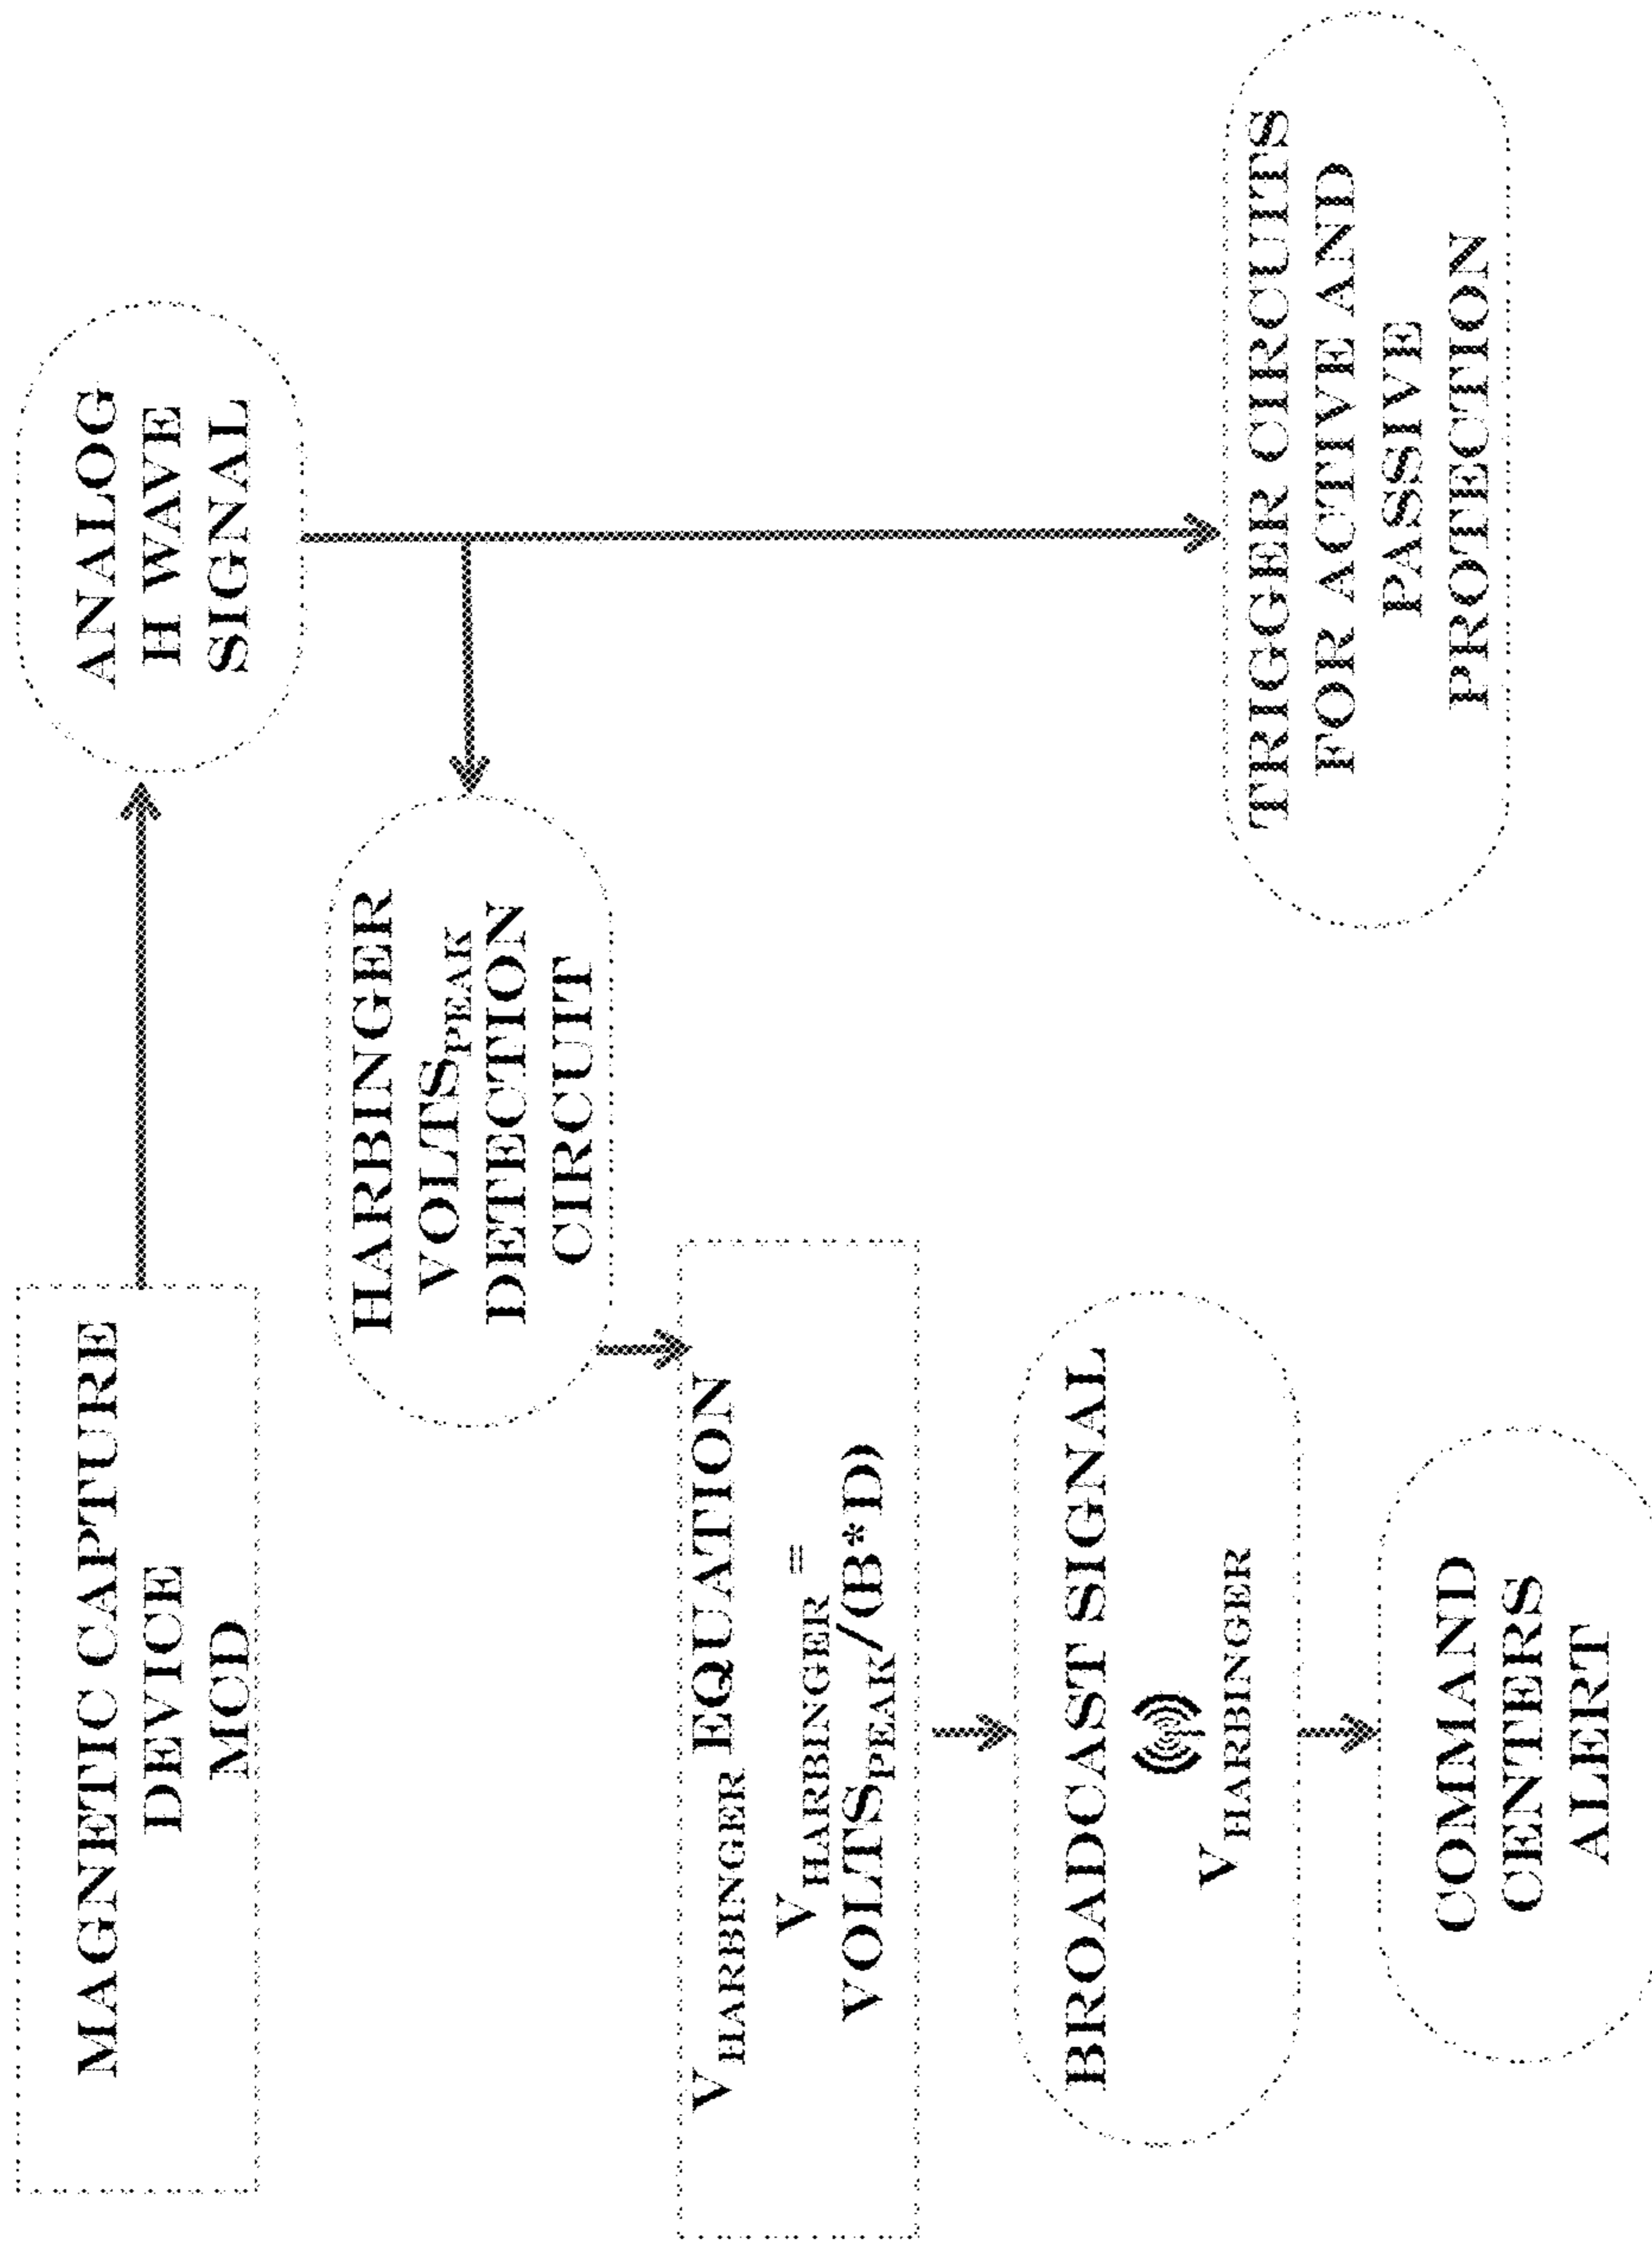 MAGNETIC CAPTURE
DEVICE
MCD
ANALOG
H WAVE
SIGNAL
HARBINGER
VOLTSPEAK
DETECTION
CIRCUIT
VHARBINGER EQUATION
VHARBINGER =
VOLTSPEAK/(B*D)
BROADCAST SIGNAL
VHARBINGER
COMMAND
CENTERS
ALERT
TRIGGER CIRCUITS
FOR ACTIVE AND
PASSIVE
PROTECTION